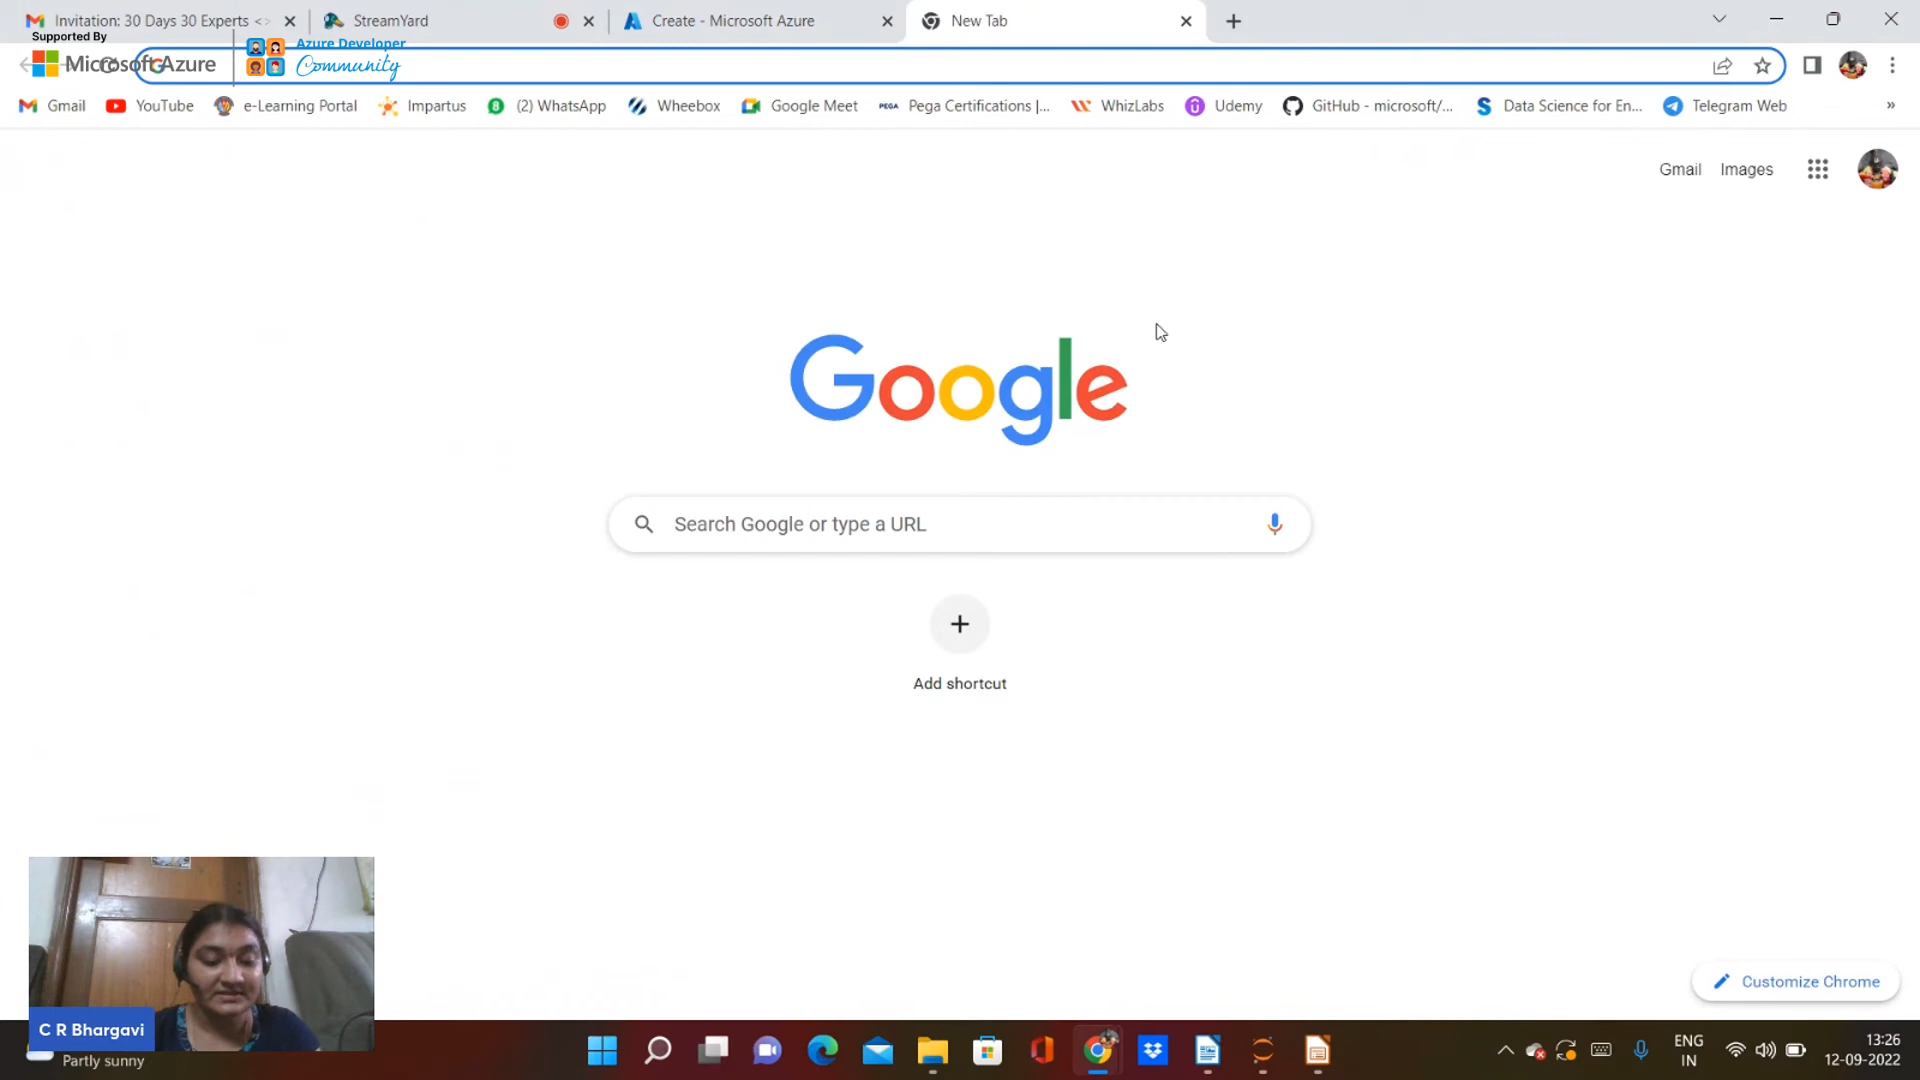 Invitation: 30 Days 30 Experts <>
StreamYard
Create - Microsoft Azure
New Tab
Supported By
Microsoft Azure
Azure Developer
Community
Gmail
YouTube
e-Learning Portal
Impartus
(2) WhatsApp
Wheebox
Google Meet
PEGA
Pega Certifications |...
WhizLabs
Udemy
GitHub - microsoft/...
Data Science for En...
Telegram Web
»
Gmail
Images
Google
Search Google or type a URL
Add shortcut
Customize Chrome
C R Bhargavi
Partly sunny
ENG
IN
13:26
12-09-2022